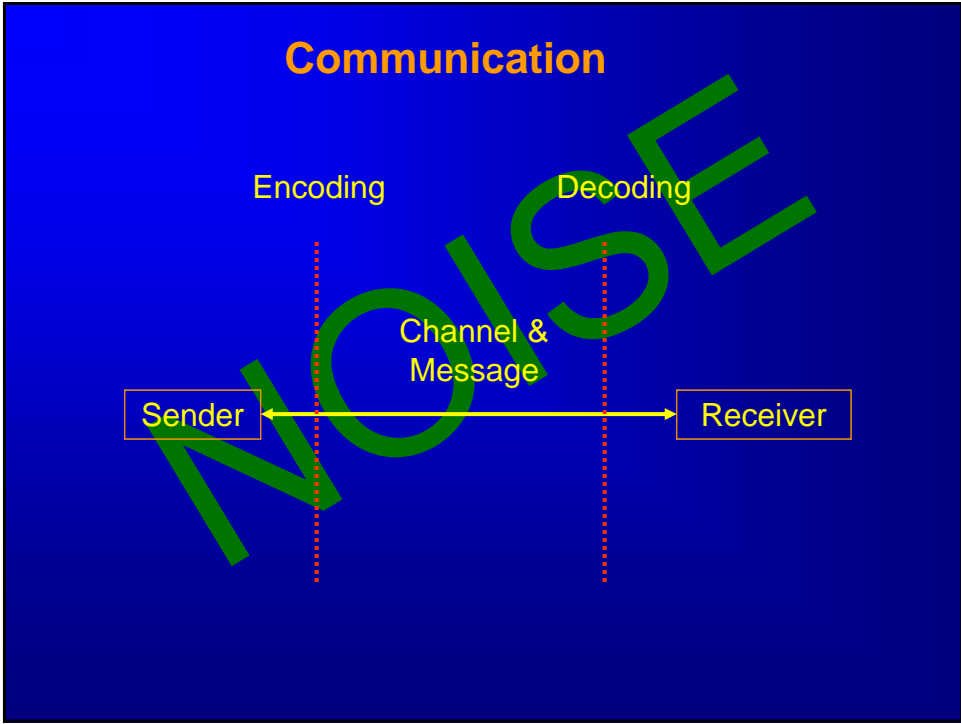 Communication
Encoding
Decoding
NOISE
Channel &
Message
Sender
Receiver